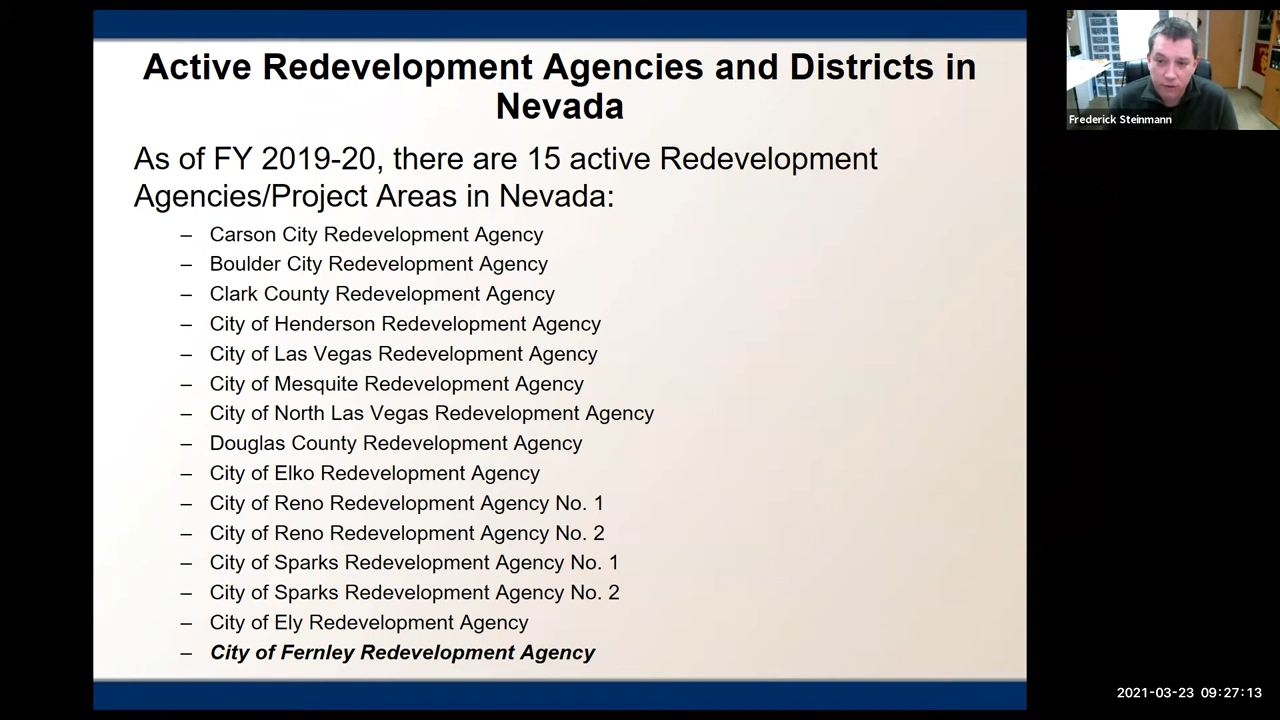 Active Redevelopment Agencies and Districts in
Nevada
As of FY 2019-20, there are 15 active Redevelopment
Agencies/Project Areas in Nevada:
– Carson City Redevelopment Agency
– Boulder City Redevelopment Agency
– Clark County Redevelopment Agency
– City of Henderson Redevelopment Agency
– City of Las Vegas Redevelopment Agency
– City of Mesquite Redevelopment Agency
– City of North Las Vegas Redevelopment Agency
– Douglas County Redevelopment Agency
– City of Elko Redevelopment Agency
– City of Reno Redevelopment Agency No. 1
– City of Reno Redevelopment Agency No. 2
– City of Sparks Redevelopment Agency No. 1
– City of Sparks Redevelopment Agency No. 2
– City of Ely Redevelopment Agency
– City of Fernley Redevelopment Agency
Frederick Steinmann
2021-03-23 09:27:13